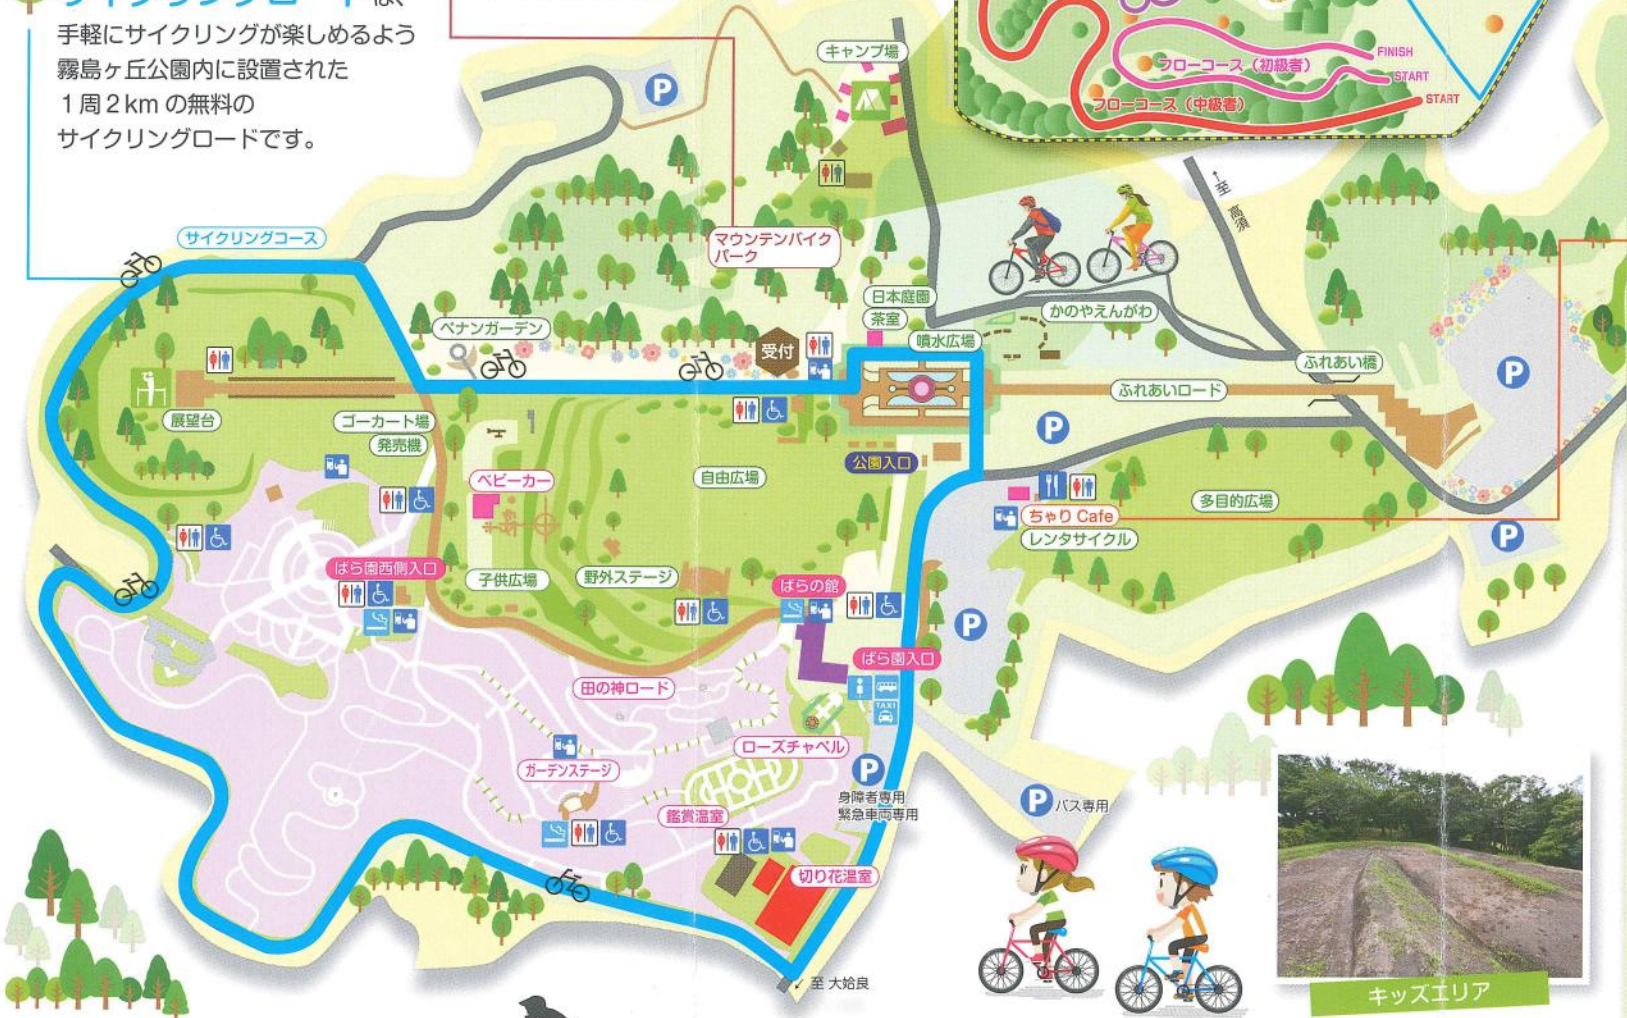 手軽にサイクリングが楽しめるよう
霧島ヶ丘公園内に設置された
1周2kmの無料の
サイクリングロードです。
キャンプ場
P
FINISH
フローコース（初級者）
START
フローコース（中級者）
START
↑至 高須
サイクリングコース
マウンテンバイク
パーク
日本庭園
茶室
かのやえんがわ
ペナンガーデン
受付
噴水広場
ふれあい橋
P
ふれあいロード
展望台
ゴーカート場
発売機
P
公園入口
ベビーカー
自由広場
多目的広場
ちゃり Cafe
レンタサイクル
P
ばら園西側入口
子供広場
野外ステージ
ばらの館
P
ばら園入口
田の神ロード
TAXI
ローズチャペル
ガーデンステージ
P
身障者専用
緊急車両専用
P バス専用
鑑賞温室
切り花温室
↙ 至 大姶良
キッズエリア